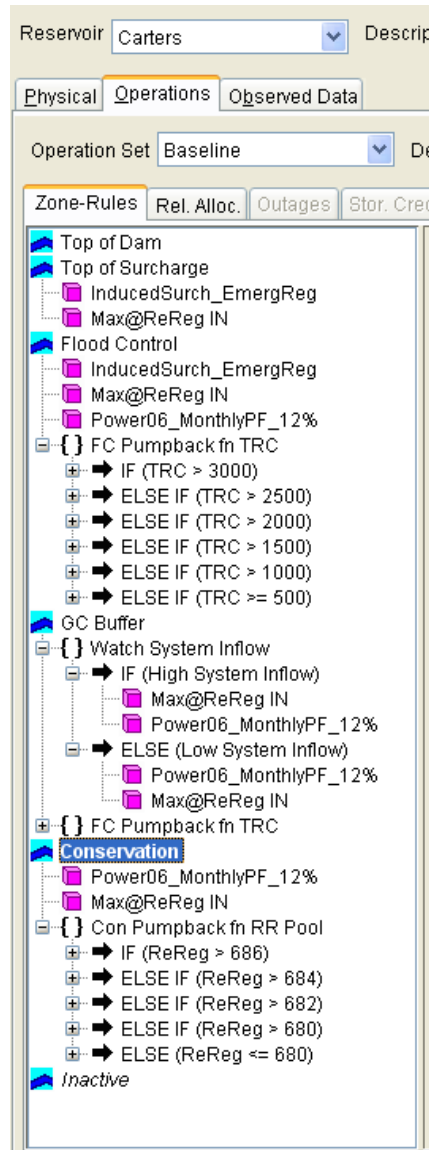 Reservoir Carters Descrip
Physical Operations Observed Data
Operation Set Baseline De
Zone-Rules Rel. Alloc. Outages Stor. Cred
Top of Dam
Top of Surcharge
InducedSurch_EmergReg
Max@ReReg IN
Flood Control
InducedSurch_EmergReg
Max@ReReg IN
Power06_MonthlyPF_12%
{ } FC Pumpback fn TRC
IF (TRC > 3000)
ELSE IF (TRC > 2500)
ELSE IF (TRC > 2000)
ELSE IF (TRC > 1500)
ELSE IF (TRC > 1000)
ELSE IF (TRC >= 500)
GC Buffer
{ } Watch System Inflow
IF (High System Inflow)
Max@ReReg IN
Power06_MonthlyPF_12%
ELSE (Low System Inflow)
Power06_MonthlyPF_12%
Max@ReReg IN
{ } FC Pumpback fn TRC
Conservation
Power06_MonthlyPF_12%
Max@ReReg IN
{ } Con Pumpback fn RR Pool
IF (ReReg > 686)
ELSE IF (ReReg > 684)
ELSE IF (ReReg > 682)
ELSE IF (ReReg > 680)
ELSE (ReReg <= 680)
Inactive